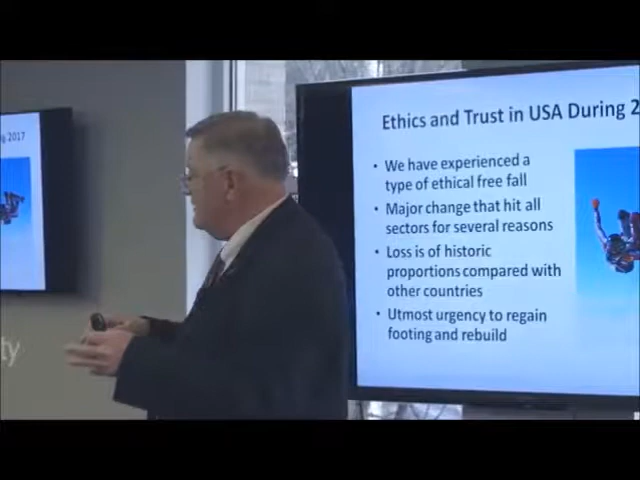 g 2017
ty
Ethics and Trust in USA During 2
• We have experienced a
type of ethical free fall
• Major change that hit all
sectors for several reasons
• Loss is of historic
proportions compared with
other countries
• Utmost urgency to regain
footing and rebuild